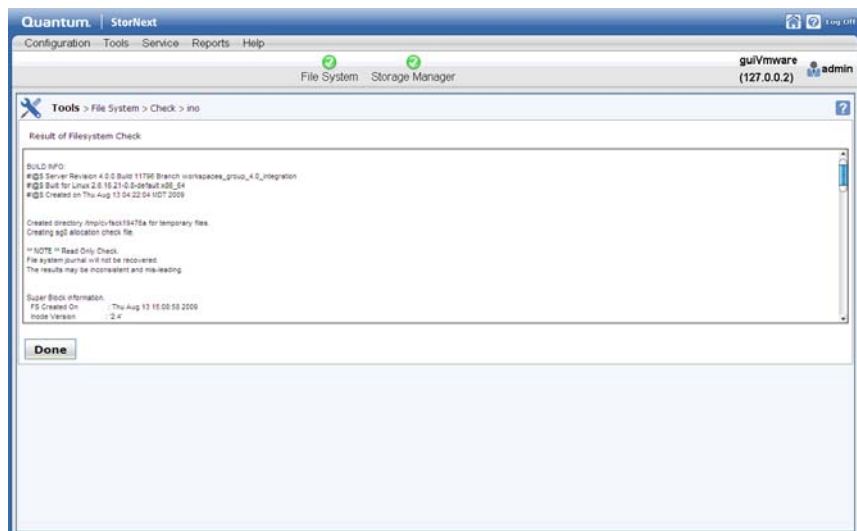 Quantum. | StorNext
Log Off
Configuration Tools Service Reports Help
File System Storage Manager
guiVmware
(127.0.0.2)
admin
Tools > File System > Check > ino
Result of Filesystem Check
BUILD INFO:
#!@$ Server Revision 4.0.0 Build 11796 Branch workspaces_group_4.0_integration
#!@$ Built for Linux 2.6.16.21-0.8-default x86_64
#!@$ Created on Thu Aug 13 04:22:04 MDT 2009
Created directory /tmp/cvfsck19476a for temporary files.
Creating sg0 allocation check file.
** NOTE ** Read Only Check.
File system journal will not be recovered.
The results may be inconsistent and mis-leading.
Super Block information.
FS Created On : Thu Aug 13 15:08:58 2009
Inode Version : '2.4'
Done